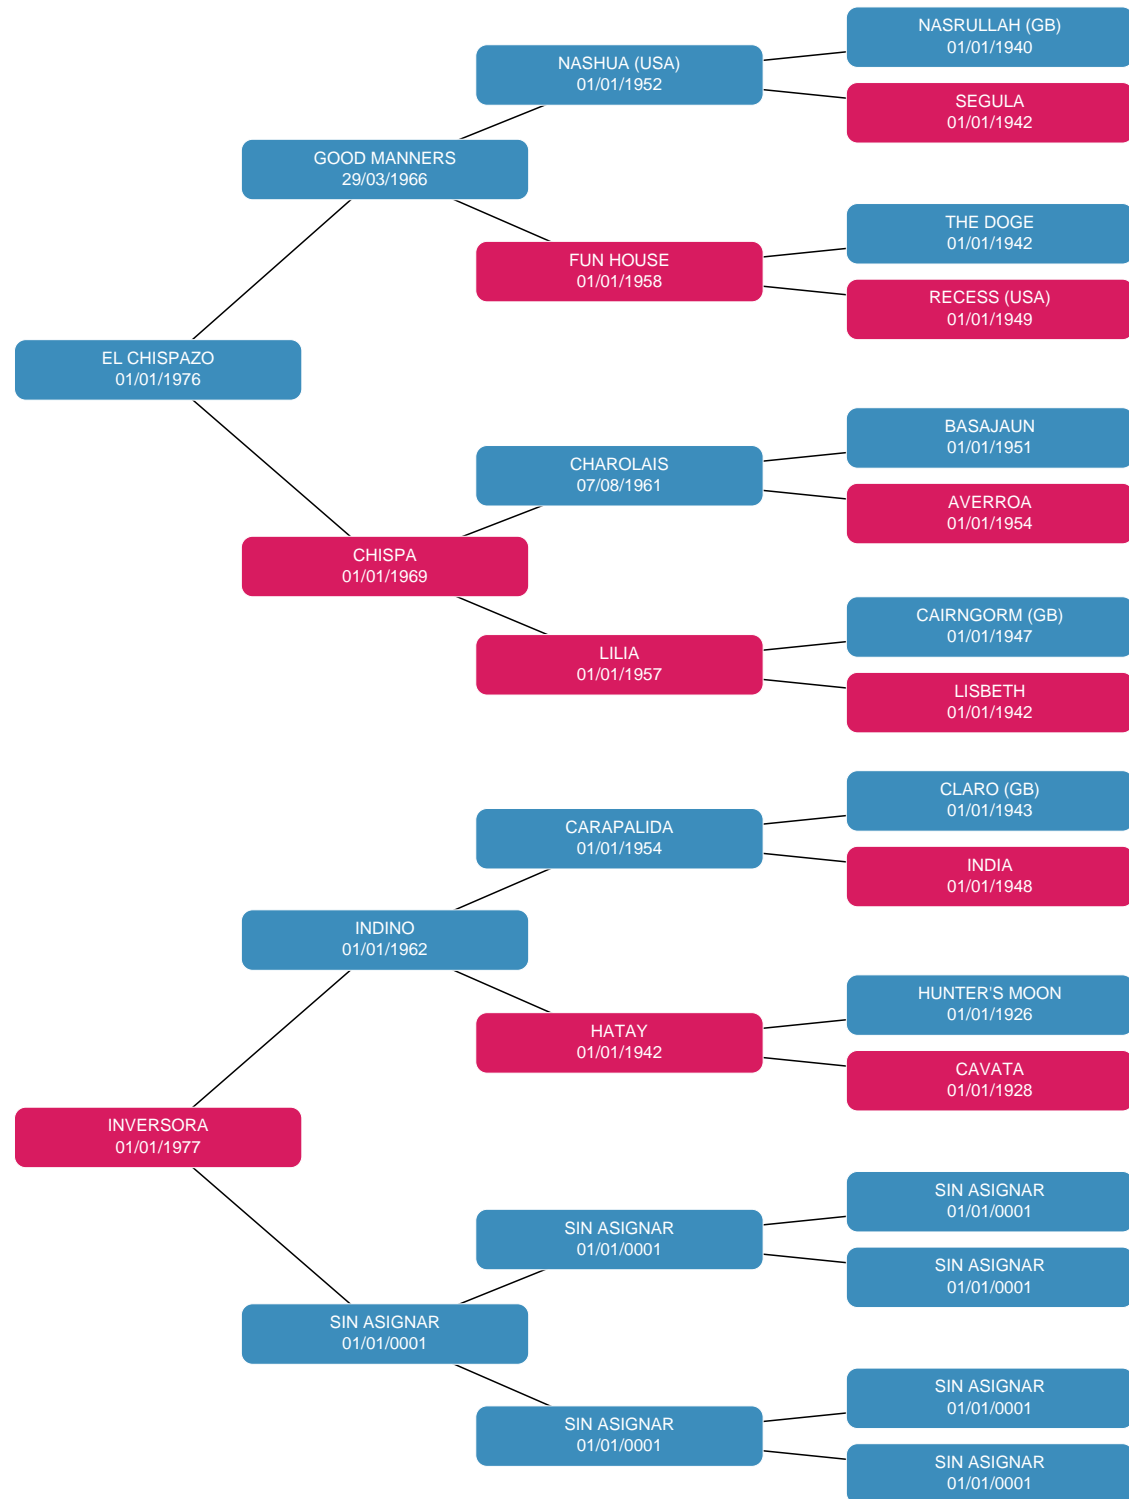 NASRULLAH (GB)
01/01/1940
NASHUA (USA)
01/01/1952
SEGULA
01/01/1942
GOOD MANNERS
29/03/1966
THE DOGE
01/01/1942
FUN HOUSE
01/01/1958
RECESS (USA)
01/01/1949
EL CHISPAZO
01/01/1976
BASAJAUN
01/01/1951
CHAROLAIS
07/08/1961
AVERROA
01/01/1954
CHISPA
01/01/1969
CAIRNGORM (GB)
01/01/1947
LILIA
01/01/1957
LISBETH
01/01/1942
CLARO (GB)
01/01/1943
CARAPALIDA
01/01/1954
INDIA
01/01/1948
INDINO
01/01/1962
HUNTER'S MOON
01/01/1926
HATAY
01/01/1942
CAVATA
01/01/1928
INVERSORA
01/01/1977
SIN ASIGNAR
01/01/0001
SIN ASIGNAR
01/01/0001
SIN ASIGNAR
01/01/0001
SIN ASIGNAR
01/01/0001
SIN ASIGNAR
01/01/0001
SIN ASIGNAR
01/01/0001
SIN ASIGNAR
01/01/0001